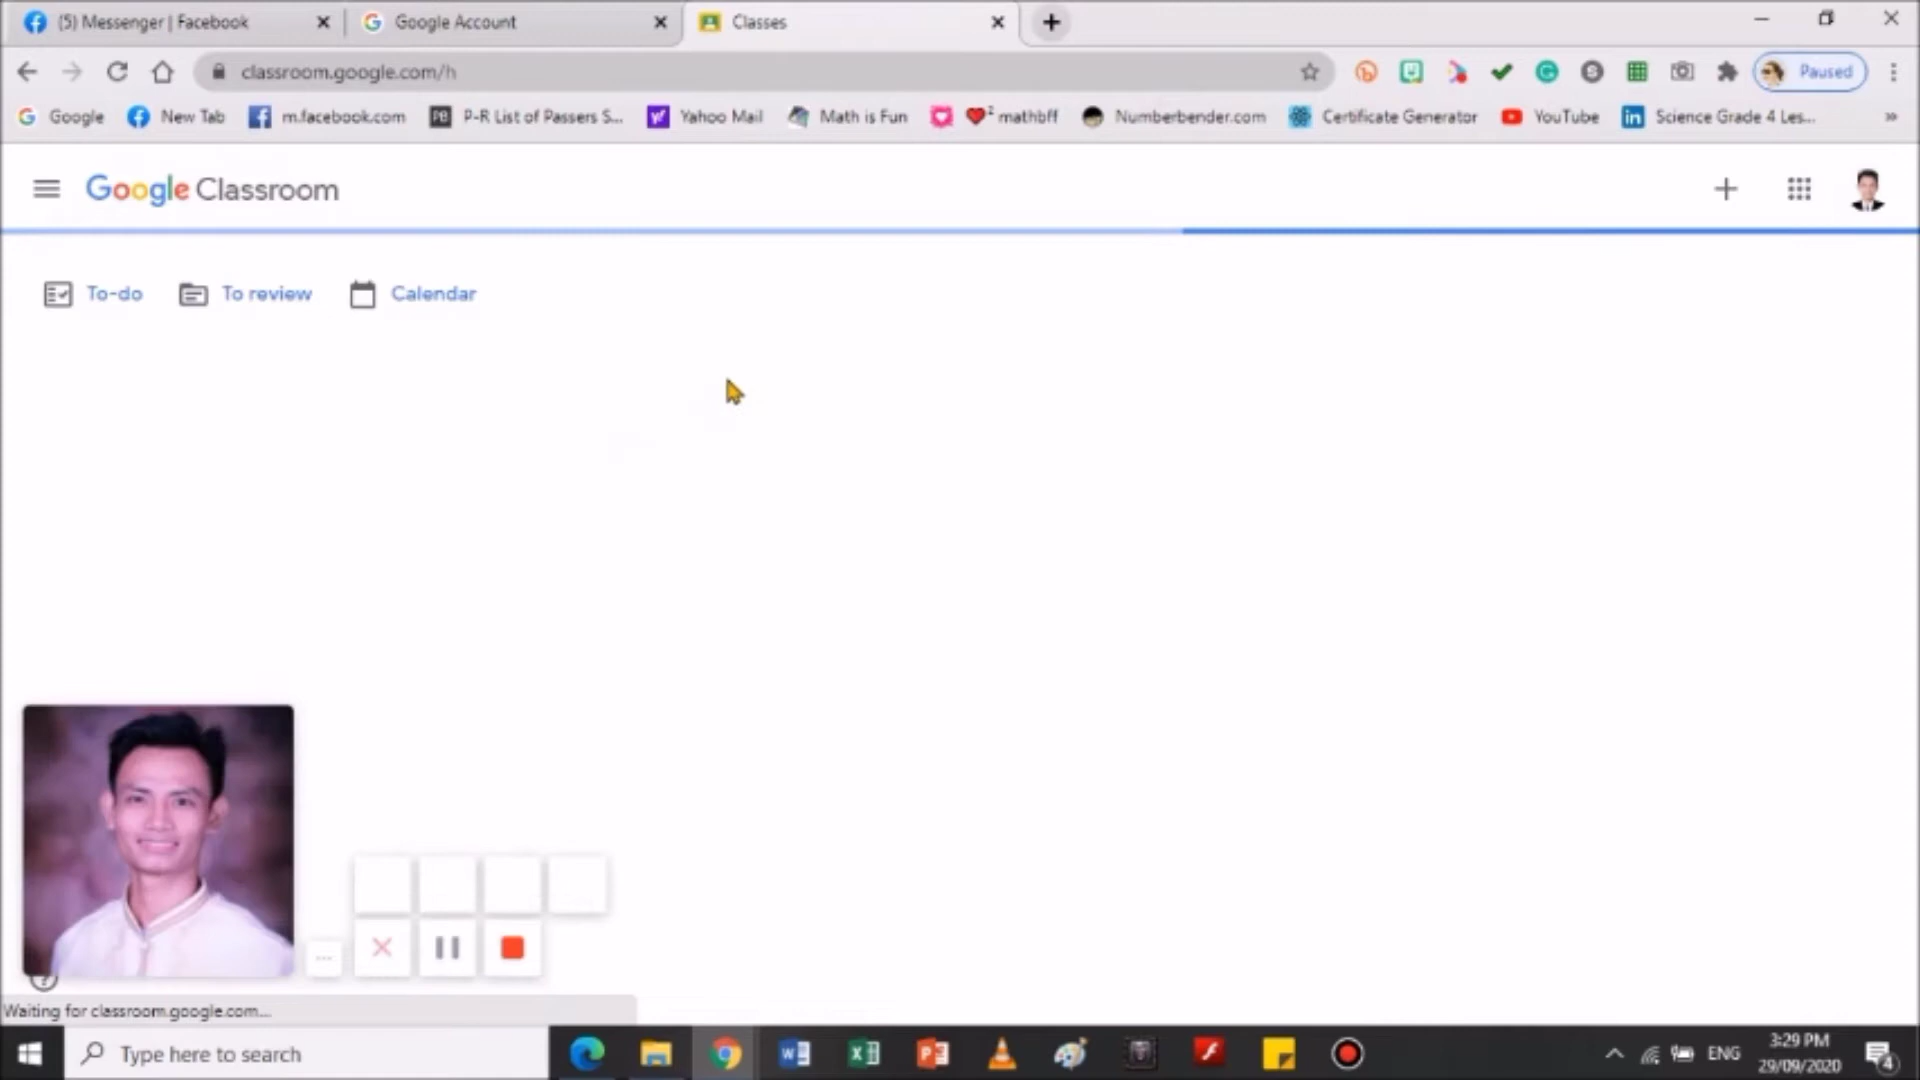 (5) Messenger | Facebook
Google Account
Classes
classroom.google.com/h
Paused
Google
New Tab
m.facebook.com
P-R List of Passers S...
Yahoo Mail
Math is Fun
❤² mathbff
Numberbender.com
Certificate Generator
YouTube
Science Grade 4 Les...
»
Google Classroom
To-do
To review
Calendar
...
Waiting for classroom.google.com...
Type here to search
ENG
3:29 PM
29/09/2020
4